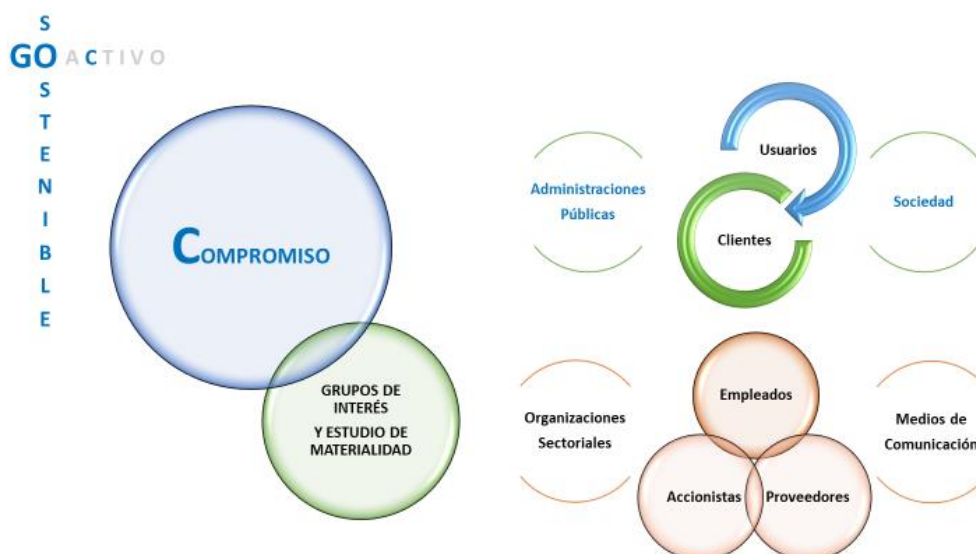 SOSTENIBLE
GO ACTIVO
COMPROMISO
GRUPOS DE
INTERÉS
Y ESTUDIO DE
MATERIALIDAD
Administraciones
Públicas
Usuarios
Clientes
Sociedad
Organizaciones
Sectoriales
Empleados
Accionistas
Proveedores
Medios de
Comunicación